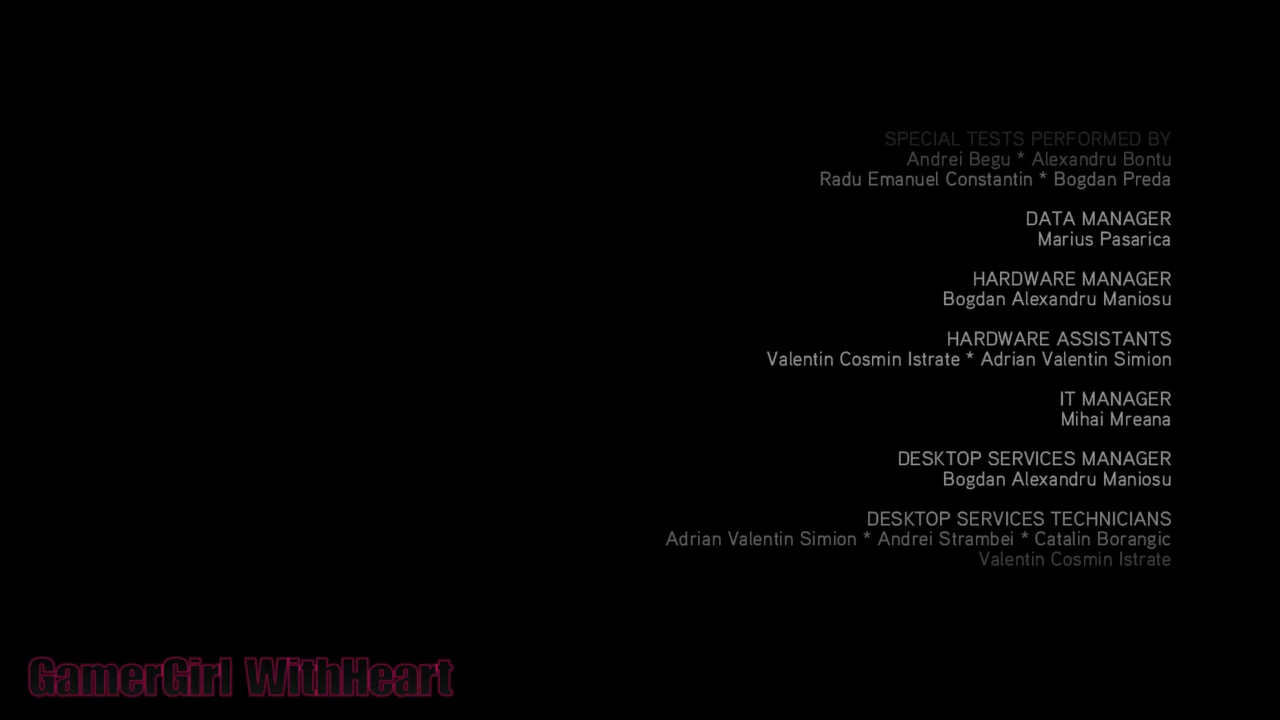 SPECIAL TESTS PERFORMED BY
Andrei Begu * Alexandru Bontu
Radu Emanuel Constantin * Bogdan Preda
DATA MANAGER
Marius Pasarica
HARDWARE MANAGER
Bogdan Alexandru Maniosu
HARDWARE ASSISTANTS
Valentin Cosmin Istrate * Adrian Valentin Simion
IT MANAGER
Mihai Mreana
DESKTOP SERVICES MANAGER
Bogdan Alexandru Maniosu
DESKTOP SERVICES TECHNICIANS
Adrian Valentin Simion * Andrei Strambei * Catalin Borangic
Valentin Cosmin Istrate
GamerGirl WithHeart